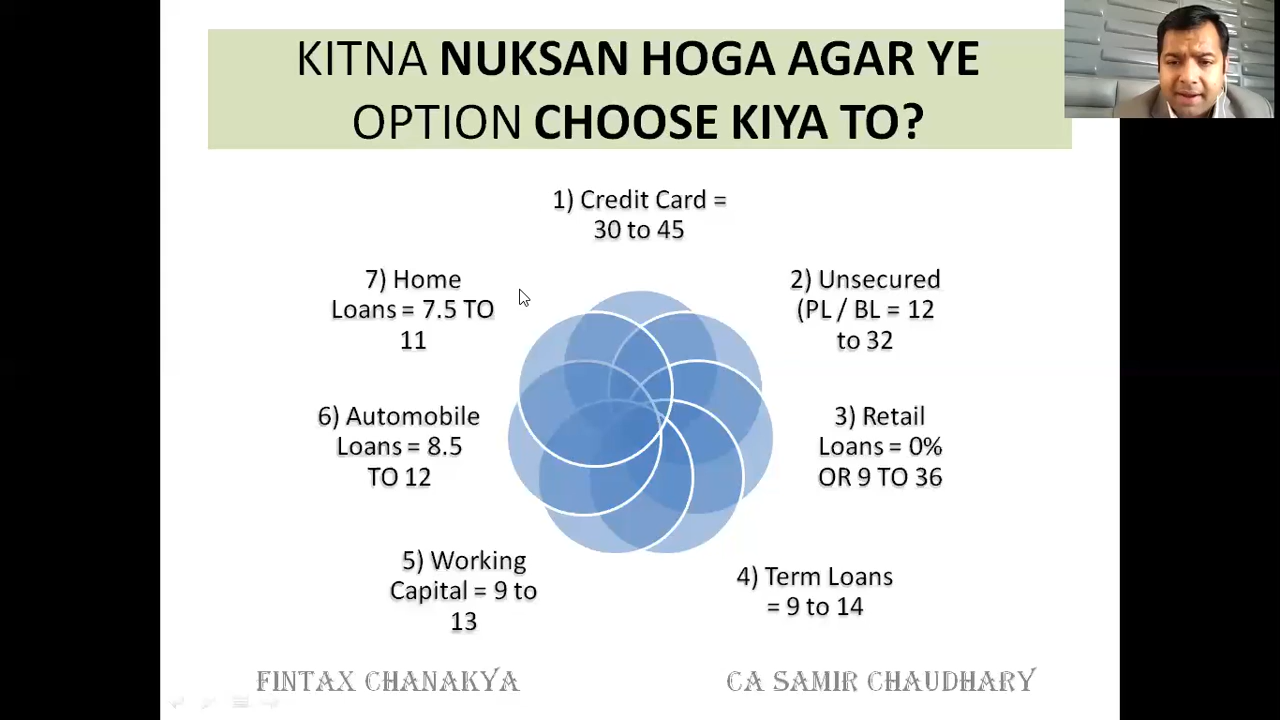 KITNA NUKSAN HOGA AGAR YE
OPTION CHOOSE KIYA TO?
1) Credit Card =
30 to 45
2) Unsecured
(PL / BL = 12
to 32
3) Retail
Loans = 0%
OR 9 TO 36
4) Term Loans
= 9 to 14
5) Working
Capital = 9 to
13
6) Automobile
Loans = 8.5
TO 12
7) Home
Loans = 7.5 TO
11
FINTAX CHANAKYA
CA SAMIR CHAUDHARY